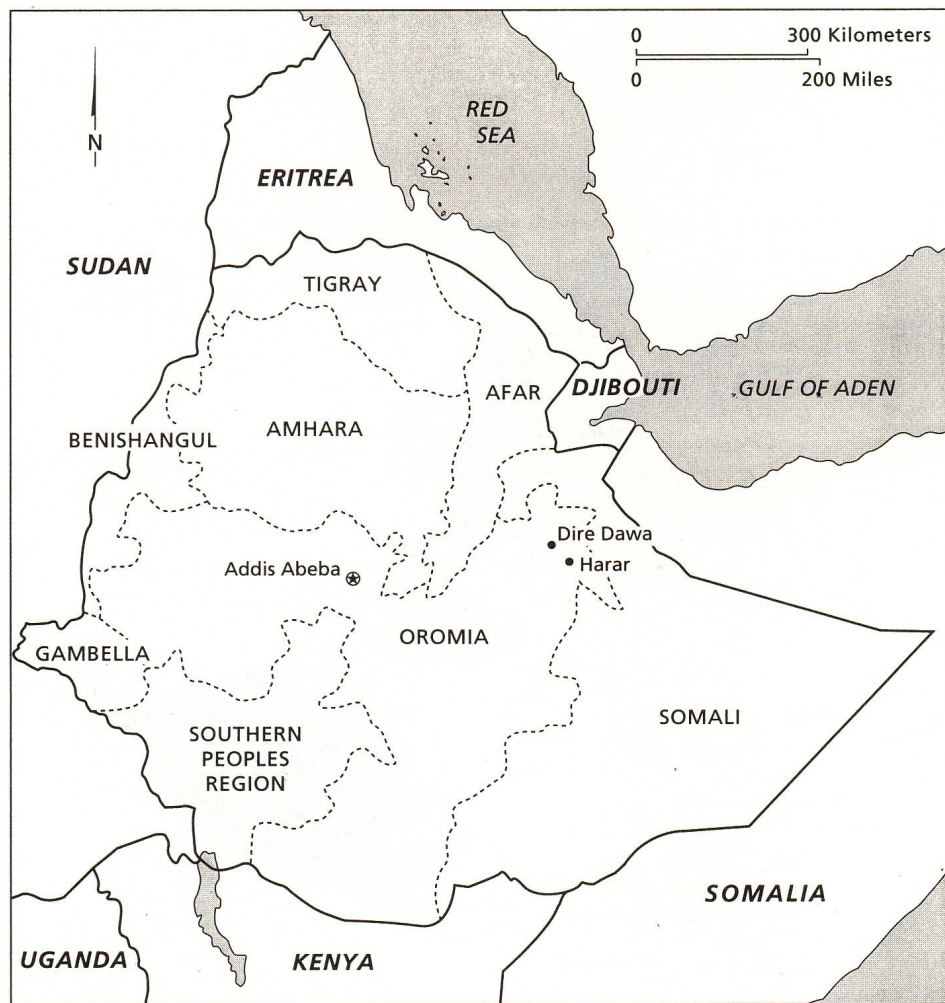 0 300 Kilometers
0 200 Miles
N
RED
SEA
ERITREA
SUDAN
TIGRAY
AFAR
DJIBOUTI
GULF OF ADEN
BENISHANGUL
AMHARA
Dire Dawa
Harar
Addis Abeba
OROMIA
GAMBELLA
SOMALI
SOUTHERN
PEOPLES
REGION
SOMALIA
UGANDA
KENYA